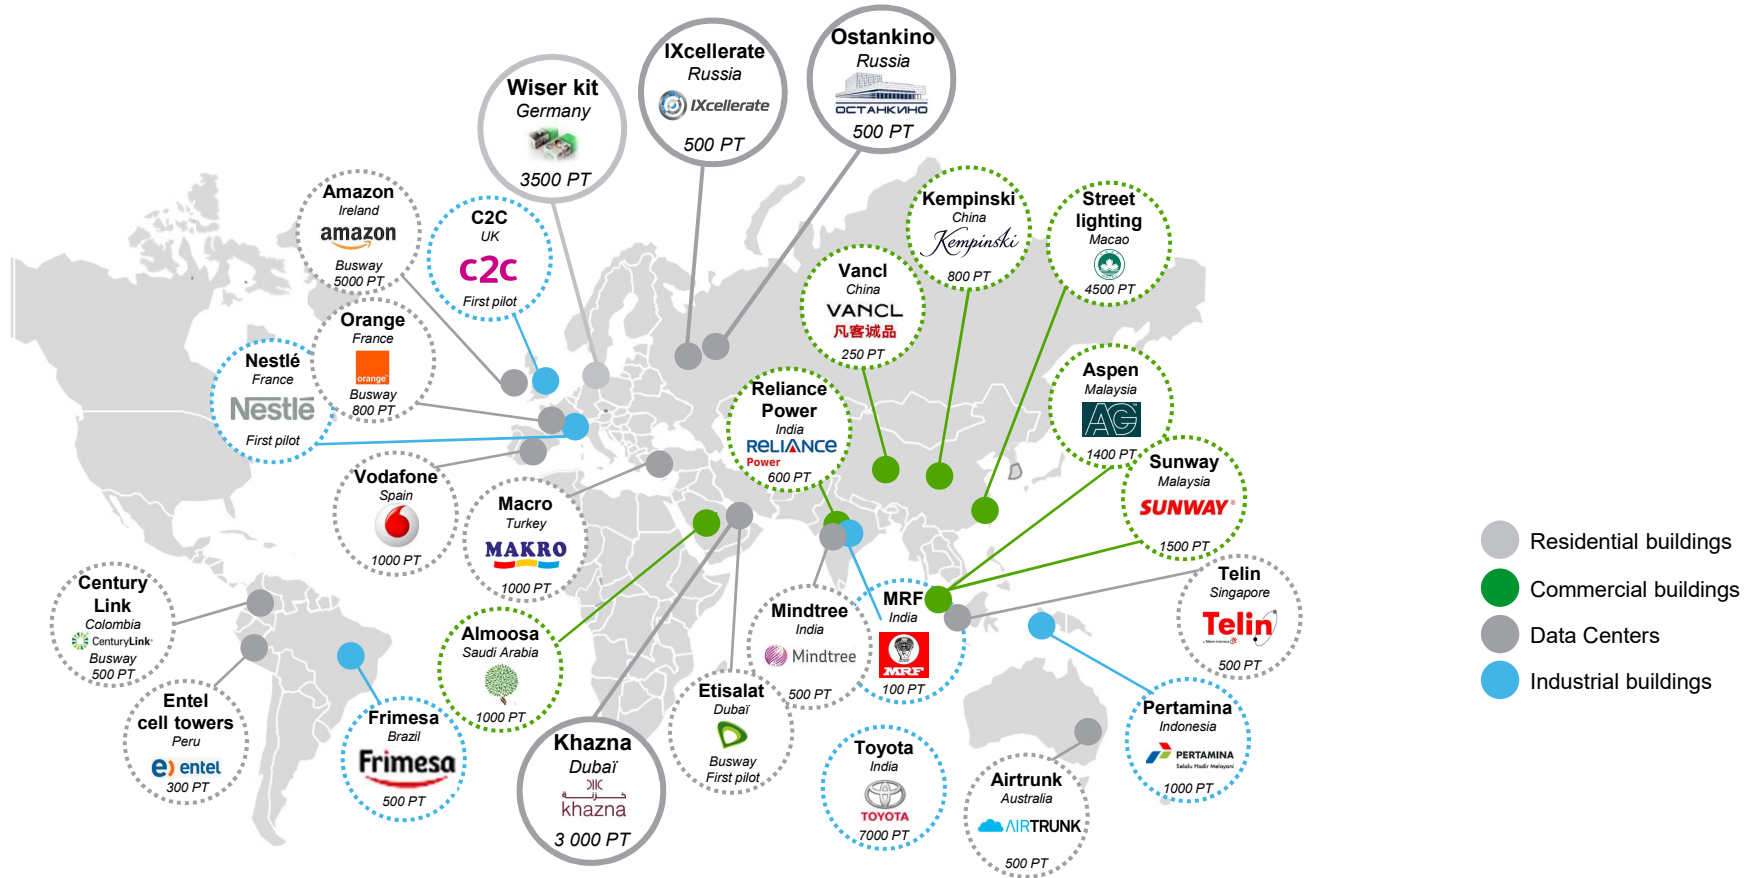 IXcellerate
Russia
IXcellerate
500 PT
Ostankino
Russia
ОСТАНКИНО
500 PT
Wiser kit
Germany
3500 PT
Amazon
Ireland
amazon
Busway
5000 PT
C2C
UK
c2c
First pilot
Kempinski
China
Kempinski
800 PT
Street
lighting
Macao
4500 PT
Vancl
China
VANCL
凡客诚品
250 PT
Orange
France
orange
Busway
800 PT
Nestlé
France
Nestlé
First pilot
Reliance
Power
India
RELIANCE
Power
600 PT
Aspen
Malaysia
AG
1400 PT
Sunway
Malaysia
SUNWAY
1500 PT
Vodafone
Spain
1000 PT
Macro
Turkey
MAKRO
1000 PT
Century
Link
Colombia
CenturyLink
Busway
500 PT
Almoosa
Saudi Arabia
1000 PT
Mindtree
India
Mindtree
500 PT
MRF
India
MRF
100 PT
Telin
Singapore
Telin
500 PT
Entel
cell towers
Peru
entel
300 PT
Frimesa
Brazil
Frimesa
500 PT
Khazna
Dubaï
خزنة
khazna
3 000 PT
Etisalat
Dubaï
Busway
First pilot
Toyota
India
TOYOTA
7000 PT
Airtrunk
Australia
AIRTRUNK
500 PT
Pertamina
Indonesia
PERTAMINA
Selalu Hadir Melayani
1000 PT
Residential buildings
Commercial buildings
Data Centers
Industrial buildings